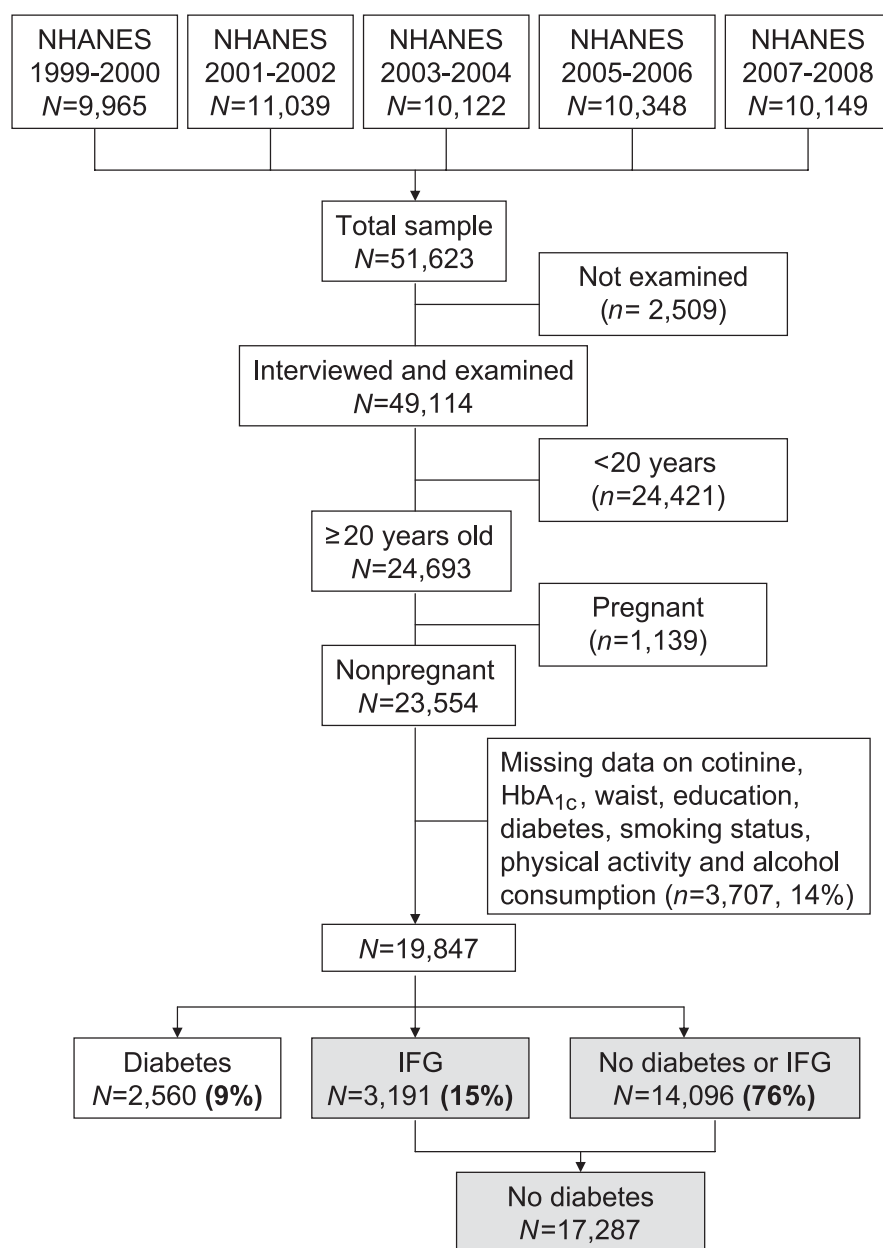 NHANES
1999-2000
N=9,965
NHANES
2001-2002
N=11,039
NHANES
2003-2004
N=10,122
NHANES
2005-2006
N=10,348
NHANES
2007-2008
N=10,149
Total sample
N=51,623
Not examined
(n= 2,509)
Interviewed and examined
N=49,114
<20 years
(n=24,421)
≥20 years old
N=24,693
Pregnant
(n=1,139)
Nonpregnant
N=23,554
Missing data on cotinine,
HbA1c, waist, education,
diabetes, smoking status,
physical activity and alcohol
consumption (n=3,707, 14%)
N=19,847
Diabetes
N=2,560 (9%)
IFG
N=3,191 (15%)
No diabetes or IFG
N=14,096 (76%)
No diabetes
N=17,287